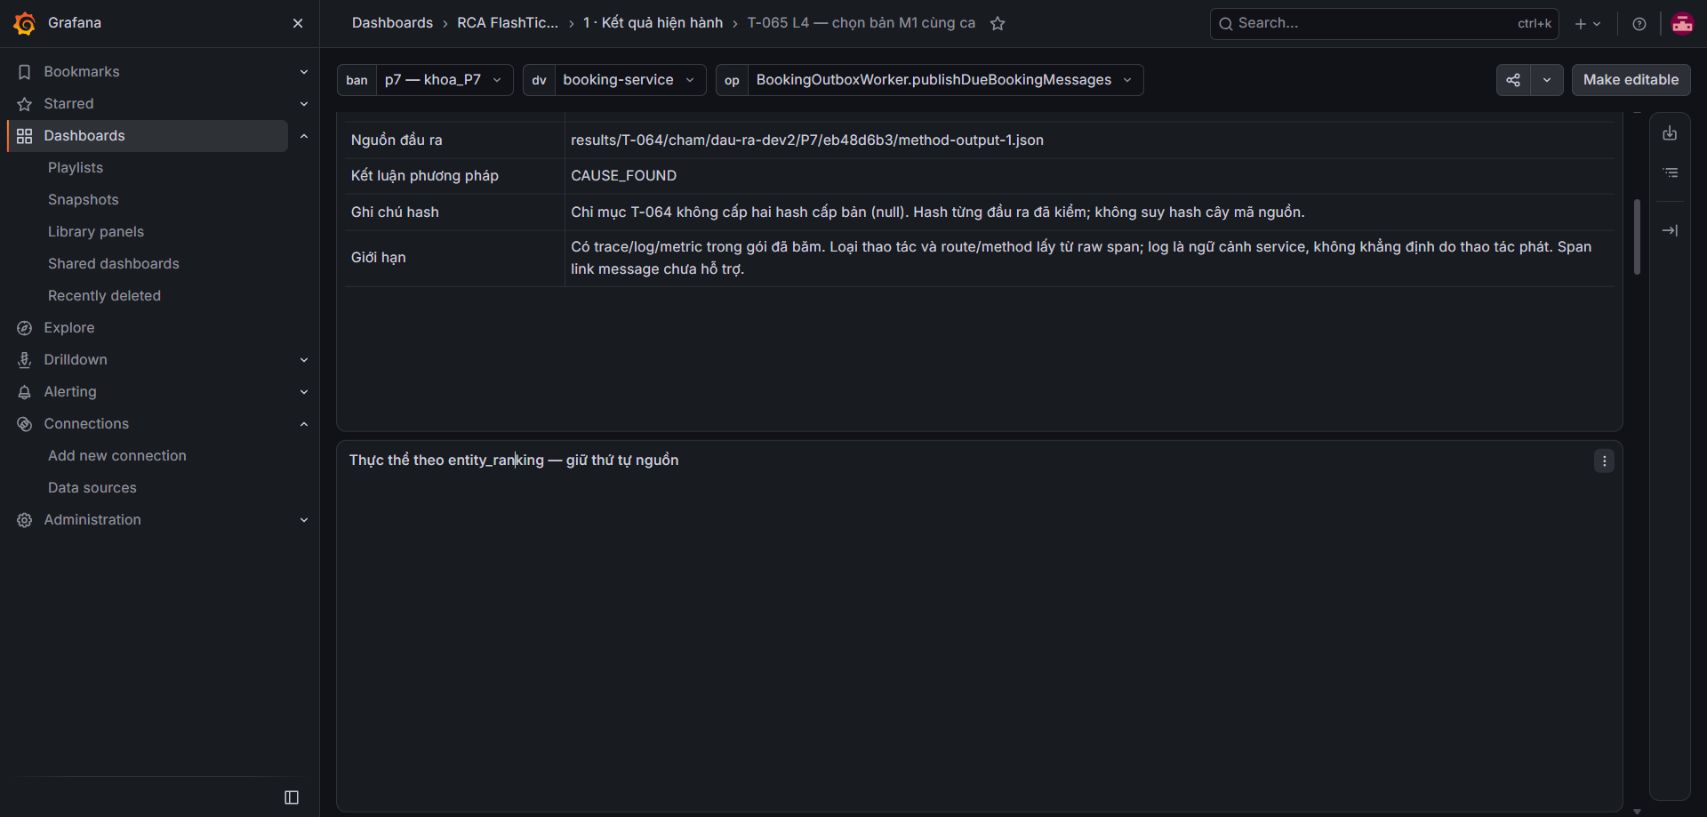 Grafana
Dashboards › RCA FlashTic... › 1 · Kết quả hiện hành › T-065 L4 — chọn bản M1 cùng ca
Search... ctrl+k
Bookmarks
Starred
Dashboards
Playlists
Snapshots
Library panels
Shared dashboards
Recently deleted
Explore
Drilldown
Alerting
Connections
Add new connection
Data sources
Administration
ban p7 — khoa_P7
dv booking-service
op BookingOutboxWorker.publishDueBookingMessages
Make editable
Nguồn đầu ra results/T-064/cham/dau-ra-dev2/P7/eb48d6b3/method-output-1.json
Kết luận phương pháp CAUSE_FOUND
Ghi chú hash Chỉ mục T-064 không cấp hai hash cấp bản (null). Hash từng đầu ra đã kiểm; không suy hash cây mã nguồn.
Giới hạn Có trace/log/metric trong gói đã băm. Loại thao tác và route/method lấy từ raw span; log là ngữ cảnh service, không khẳng định do thao tác phát. Span
link message chưa hỗ trợ.
Thực thể theo entity_ranking — giữ thứ tự nguồn